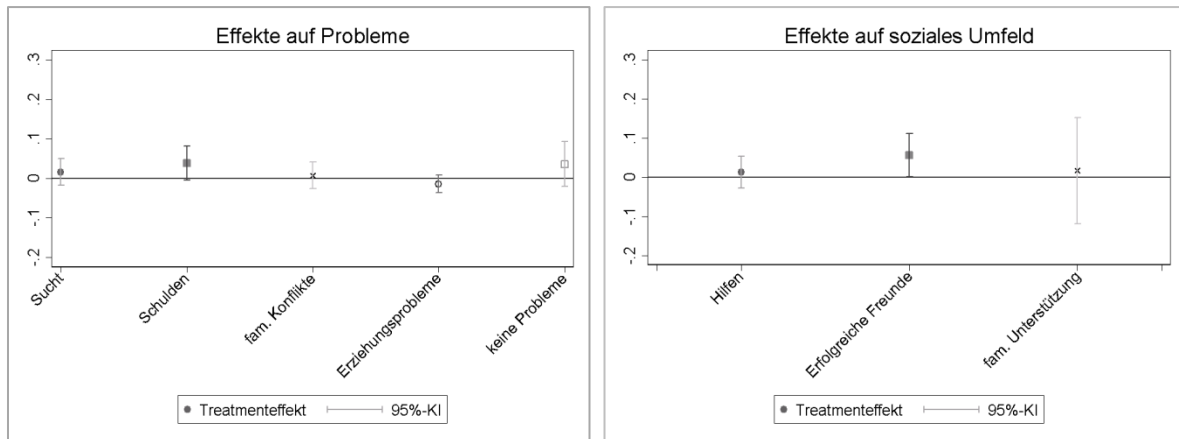 Effekte auf Probleme
.3
.2
.1
0
-.1
-.2
Sucht
Schulden
fam. Konflikte
Erziehungsprobleme
keine Probleme
Treatmenteffekt 95%-KI
Effekte auf soziales Umfeld
.3
.2
.1
0
-.1
-.2
Hilfen
Erfolgreiche Freunde
fam. Unterstützung
Treatmenteffekt 95%-KI